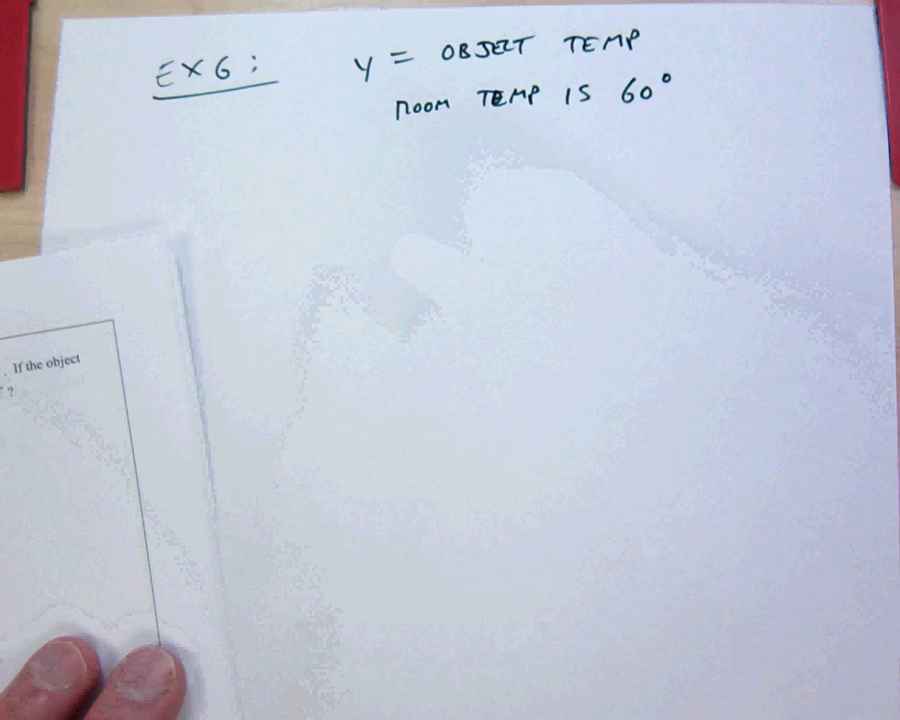 EX 6: y = OBJECT TEMP
ROOM TEMP IS 60°
. If the object
?